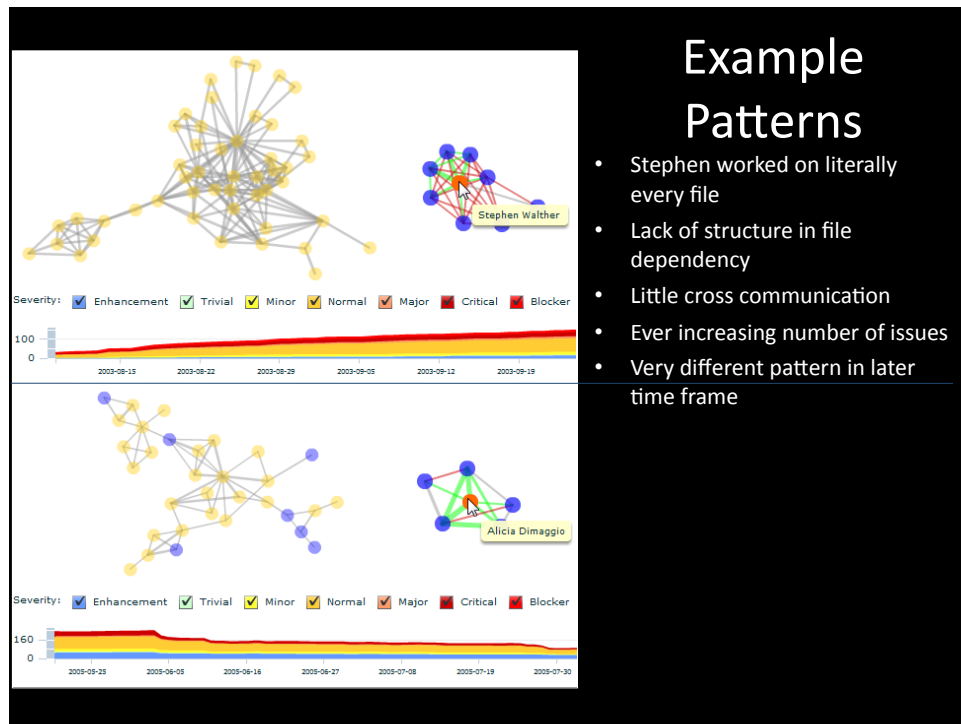 Example
Patterns
• Stephen worked on literally
every file
• Lack of structure in file
dependency
• Little cross communication
• Ever increasing number of issues
• Very different pattern in later
time frame
Stephen Walther
Severity: Enhancement Trivial Minor Normal Major Critical Blocker
100
0
2003-08-15 2003-08-22 2003-08-29 2003-09-05 2003-09-12 2003-09-19
Alicia Dimaggio
Severity: Enhancement Trivial Minor Normal Major Critical Blocker
160
0
2005-05-25 2005-06-05 2005-06-16 2005-06-27 2005-07-08 2005-07-19 2005-07-30